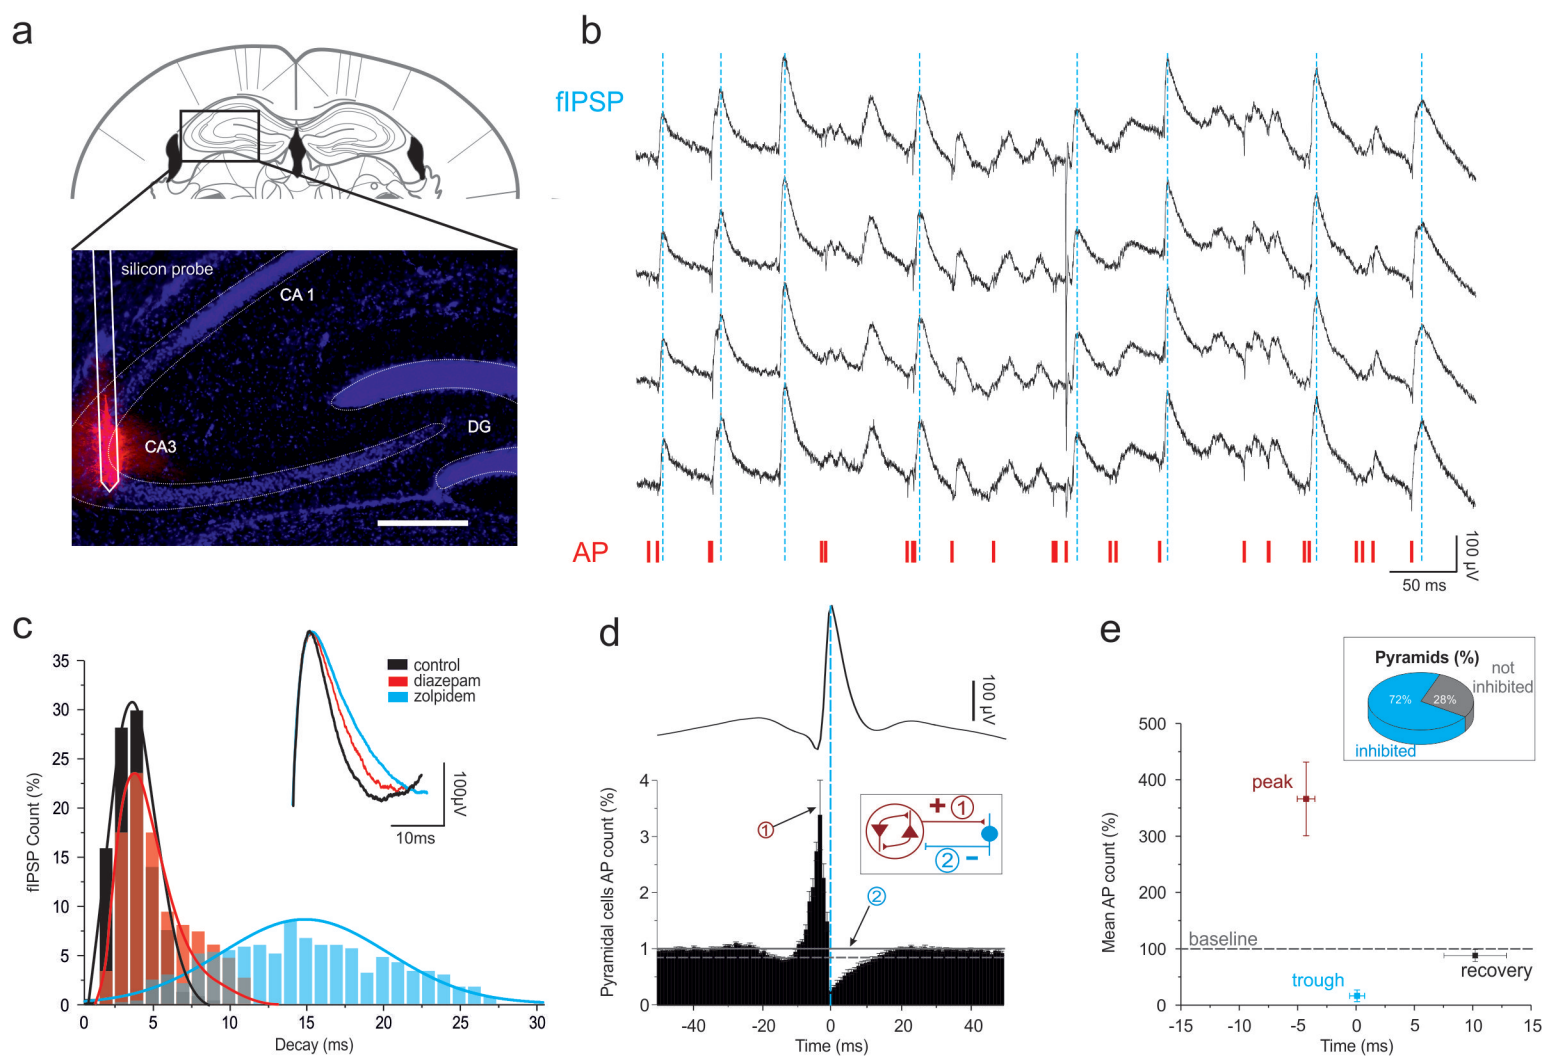 a
silicon probe
CA 1
CA3
DG
b
fIPSP
AP
100 µV
50 ms
c
fIPSP Count (%)
35
30
25
20
15
10
5
0
0 5 10 15 20 25 30
Decay (ms)
control
diazepam
zolpidem
100µV
10ms
d
100 µV
Pyramidal cells AP count (%)
4
3
2
1
0
-40 -20 0 20 40
Time (ms)
1
2
+ 1
2 -
e
Pyramids (%)
not
inhibited
72%
28%
inhibited
Mean AP count (%)
500
400
300
200
100
0
peak
baseline
trough
recovery
-15 -10 -5 0 5 10 15
Time (ms)